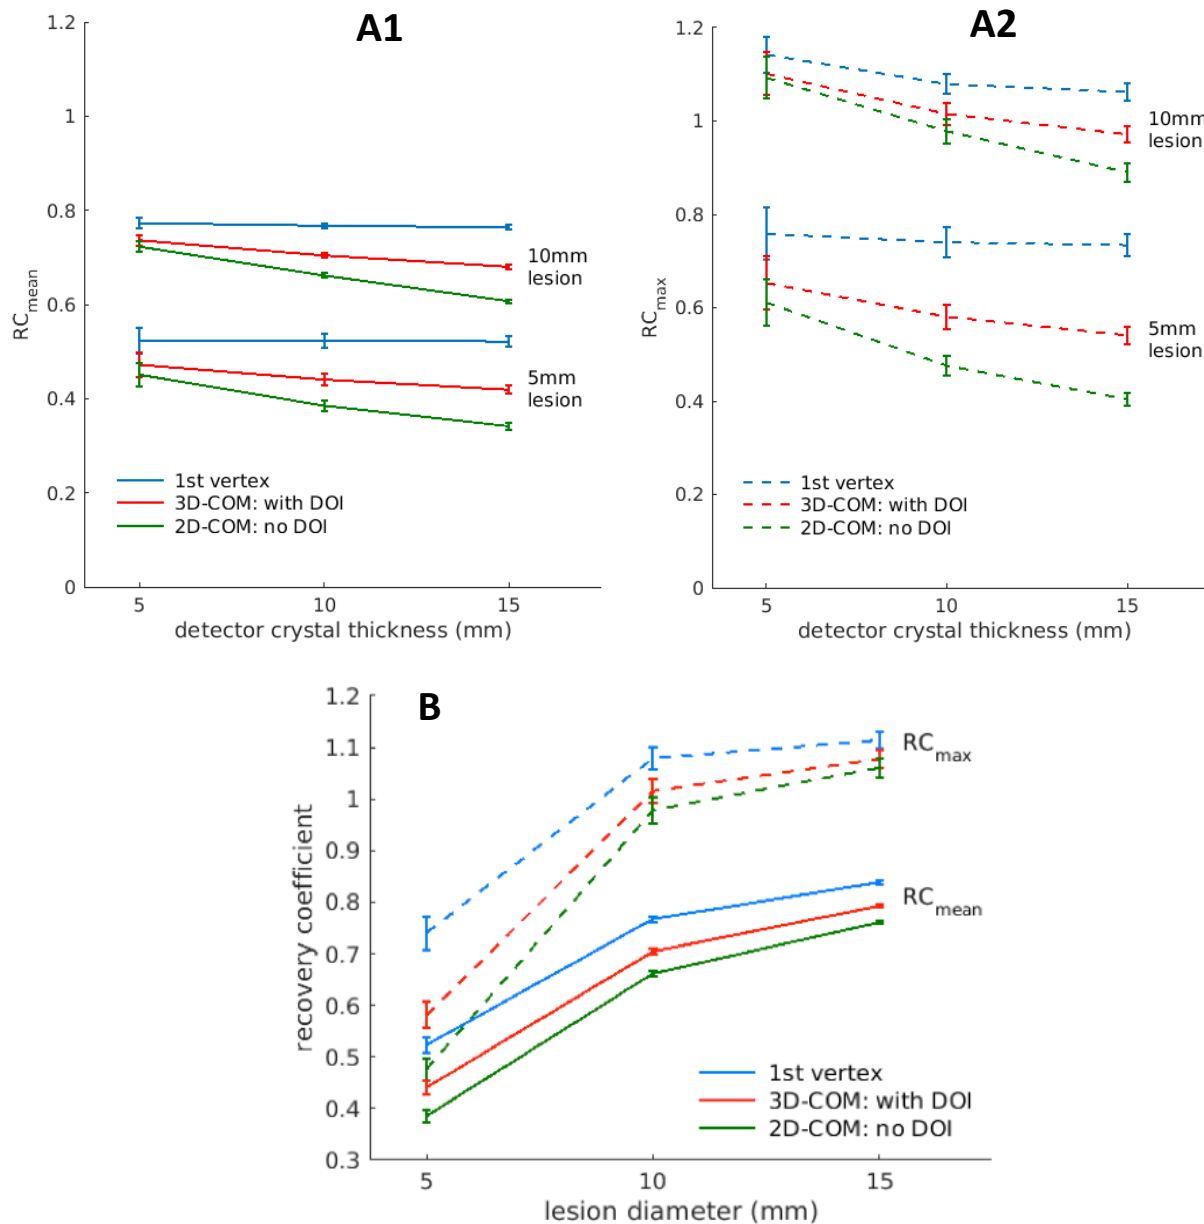 A1
1.2
1
0.8
0.6
0.4
0.2
0
RCmean
10mm
lesion
5mm
lesion
1st vertex
3D-COM: with DOI
2D-COM: no DOI
5
10
15
detector crystal thickness (mm)
A2
1.2
1
0.8
0.6
0.4
0.2
0
RCmax
10mm
lesion
5mm
lesion
1st vertex
3D-COM: with DOI
2D-COM: no DOI
5
10
15
detector crystal thickness (mm)
B
1.2
1.1
1
0.9
0.8
0.7
0.6
0.5
0.4
0.3
recovery coefficient
RCmax
RCmean
1st vertex
3D-COM: with DOI
2D-COM: no DOI
5
10
15
lesion diameter (mm)